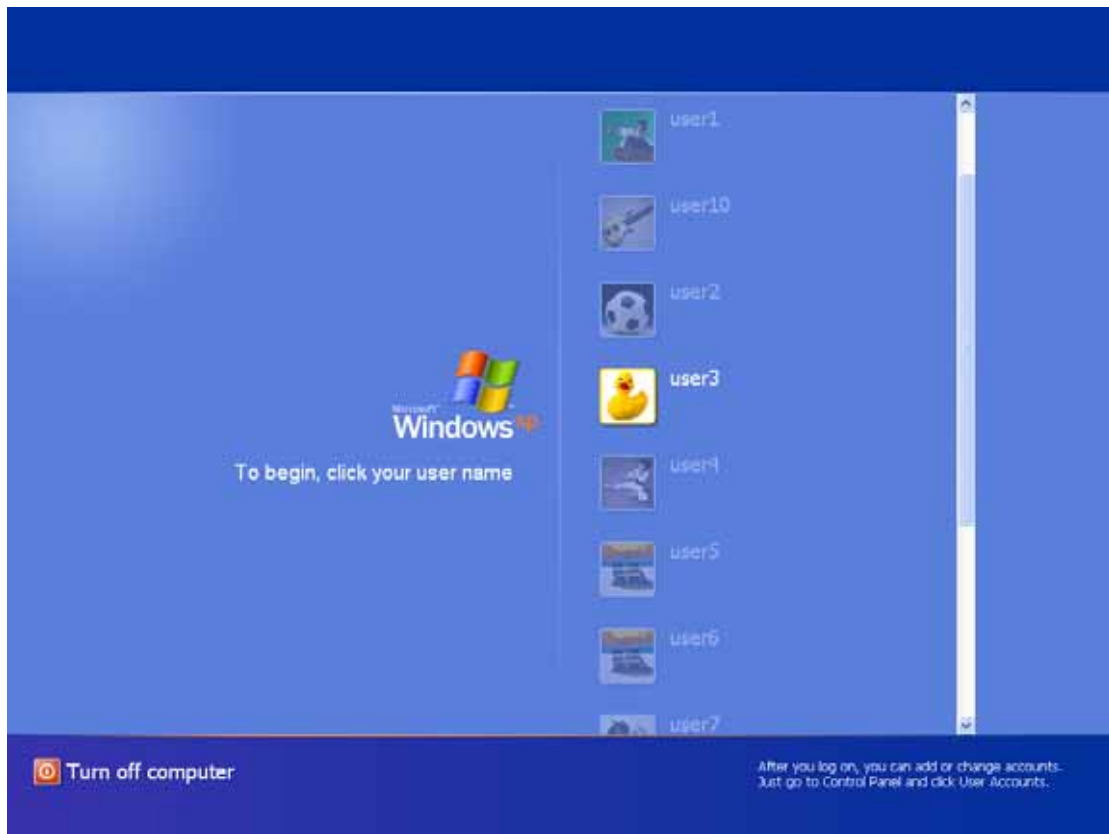 user1
user10
user2
user3
user4
user5
user6
user7
Microsoft
Windows xp
To begin, click your user name
Turn off computer
After you log on, you can add or change accounts.
Just go to Control Panel and click User Accounts.